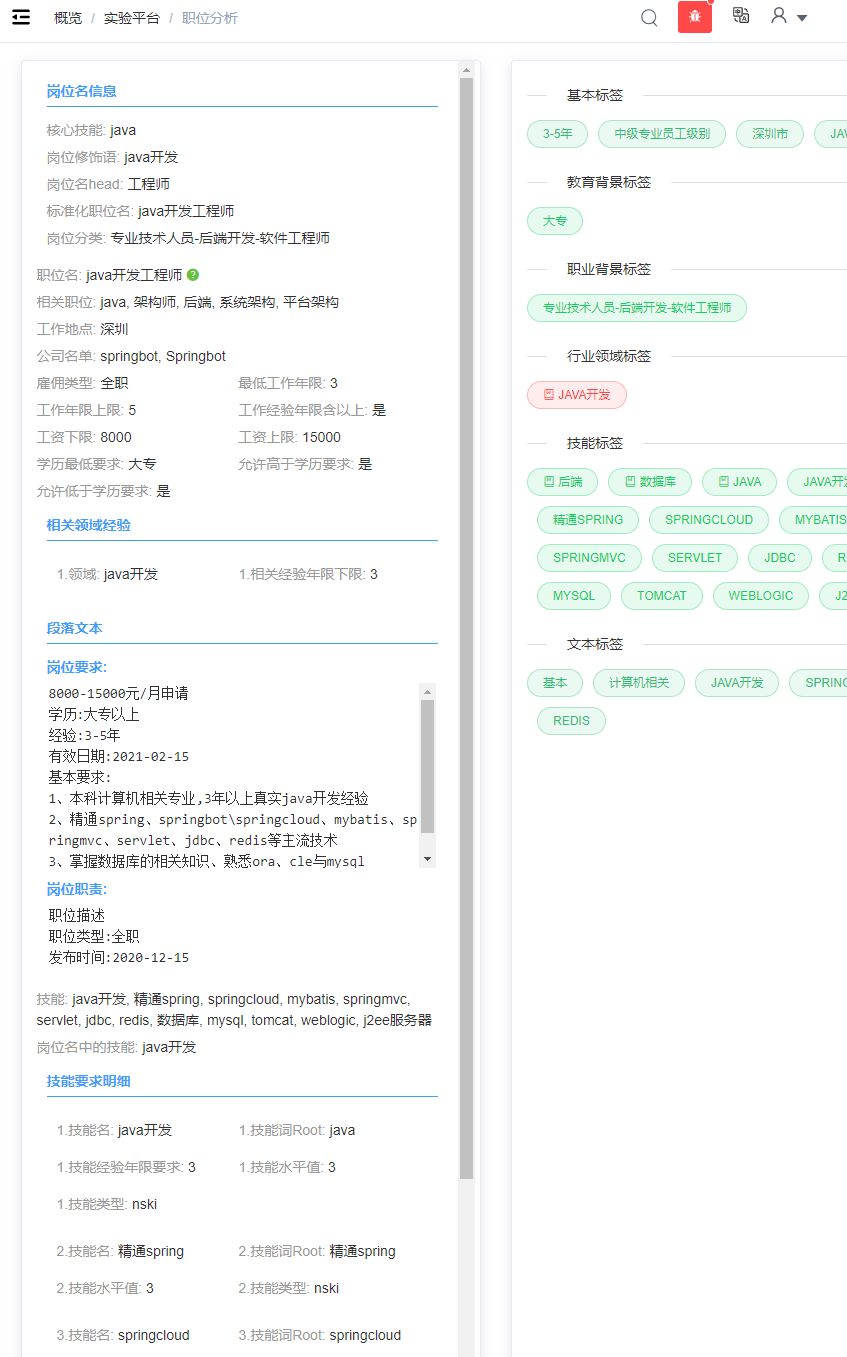 概览 / 实验平台 / 职位分析
岗位名信息
核心技能: java
岗位修饰语: java开发
岗位名head: 工程师
标准化职位名: java开发工程师
岗位分类: 专业技术人员-后端开发-软件工程师
职位名: java开发工程师
相关职位: java, 架构师, 后端, 系统架构, 平台架构
工作地点: 深圳
公司名单: springbot, Springbot
雇佣类型: 全职 最低工作年限: 3
工作年限上限: 5 工作经验年限含以上: 是
工资下限: 8000 工资上限: 15000
学历最低要求: 大专 允许高于学历要求: 是
允许低于学历要求: 是
相关领域经验
1.领域: java开发 1.相关经验年限下限: 3
段落文本
岗位要求:
8000-15000元/月申请
学历:大专以上
经验:3-5年
有效日期:2021-02-15
基本要求:
1、本科计算机相关专业,3年以上真实java开发经验
2、精通spring、springbot\springcloud、mybatis、sp
ringmvc、servlet、jdbc、redis等主流技术
3、掌握数据库的相关知识、熟悉ora、cle与mysql
岗位职责:
职位描述
职位类型:全职
发布时间:2020-12-15
技能: java开发, 精通spring, springcloud, mybatis, springmvc,
servlet, jdbc, redis, 数据库, mysql, tomcat, weblogic, j2ee服务器
岗位名中的技能: java开发
技能要求明细
1.技能名: java开发 1.技能词Root: java
1.技能经验年限要求: 3 1.技能水平值: 3
1.技能类型: nski
2.技能名: 精通spring 2.技能词Root: 精通spring
2.技能水平值: 3 2.技能类型: nski
3.技能名: springcloud 3.技能词Root: springcloud
基本标签
3-5年 中级专业员工级别 深圳市 JAV
教育背景标签
大专
职业背景标签
专业技术人员-后端开发-软件工程师
行业领域标签
JAVA开发
技能标签
后端 数据库 JAVA JAVA开发
精通SPRING SPRINGCLOUD MYBATIS
SPRINGMVC SERVLET JDBC R
MYSQL TOMCAT WEBLOGIC J2
文本标签
基本 计算机相关 JAVA开发 SPRING
REDIS